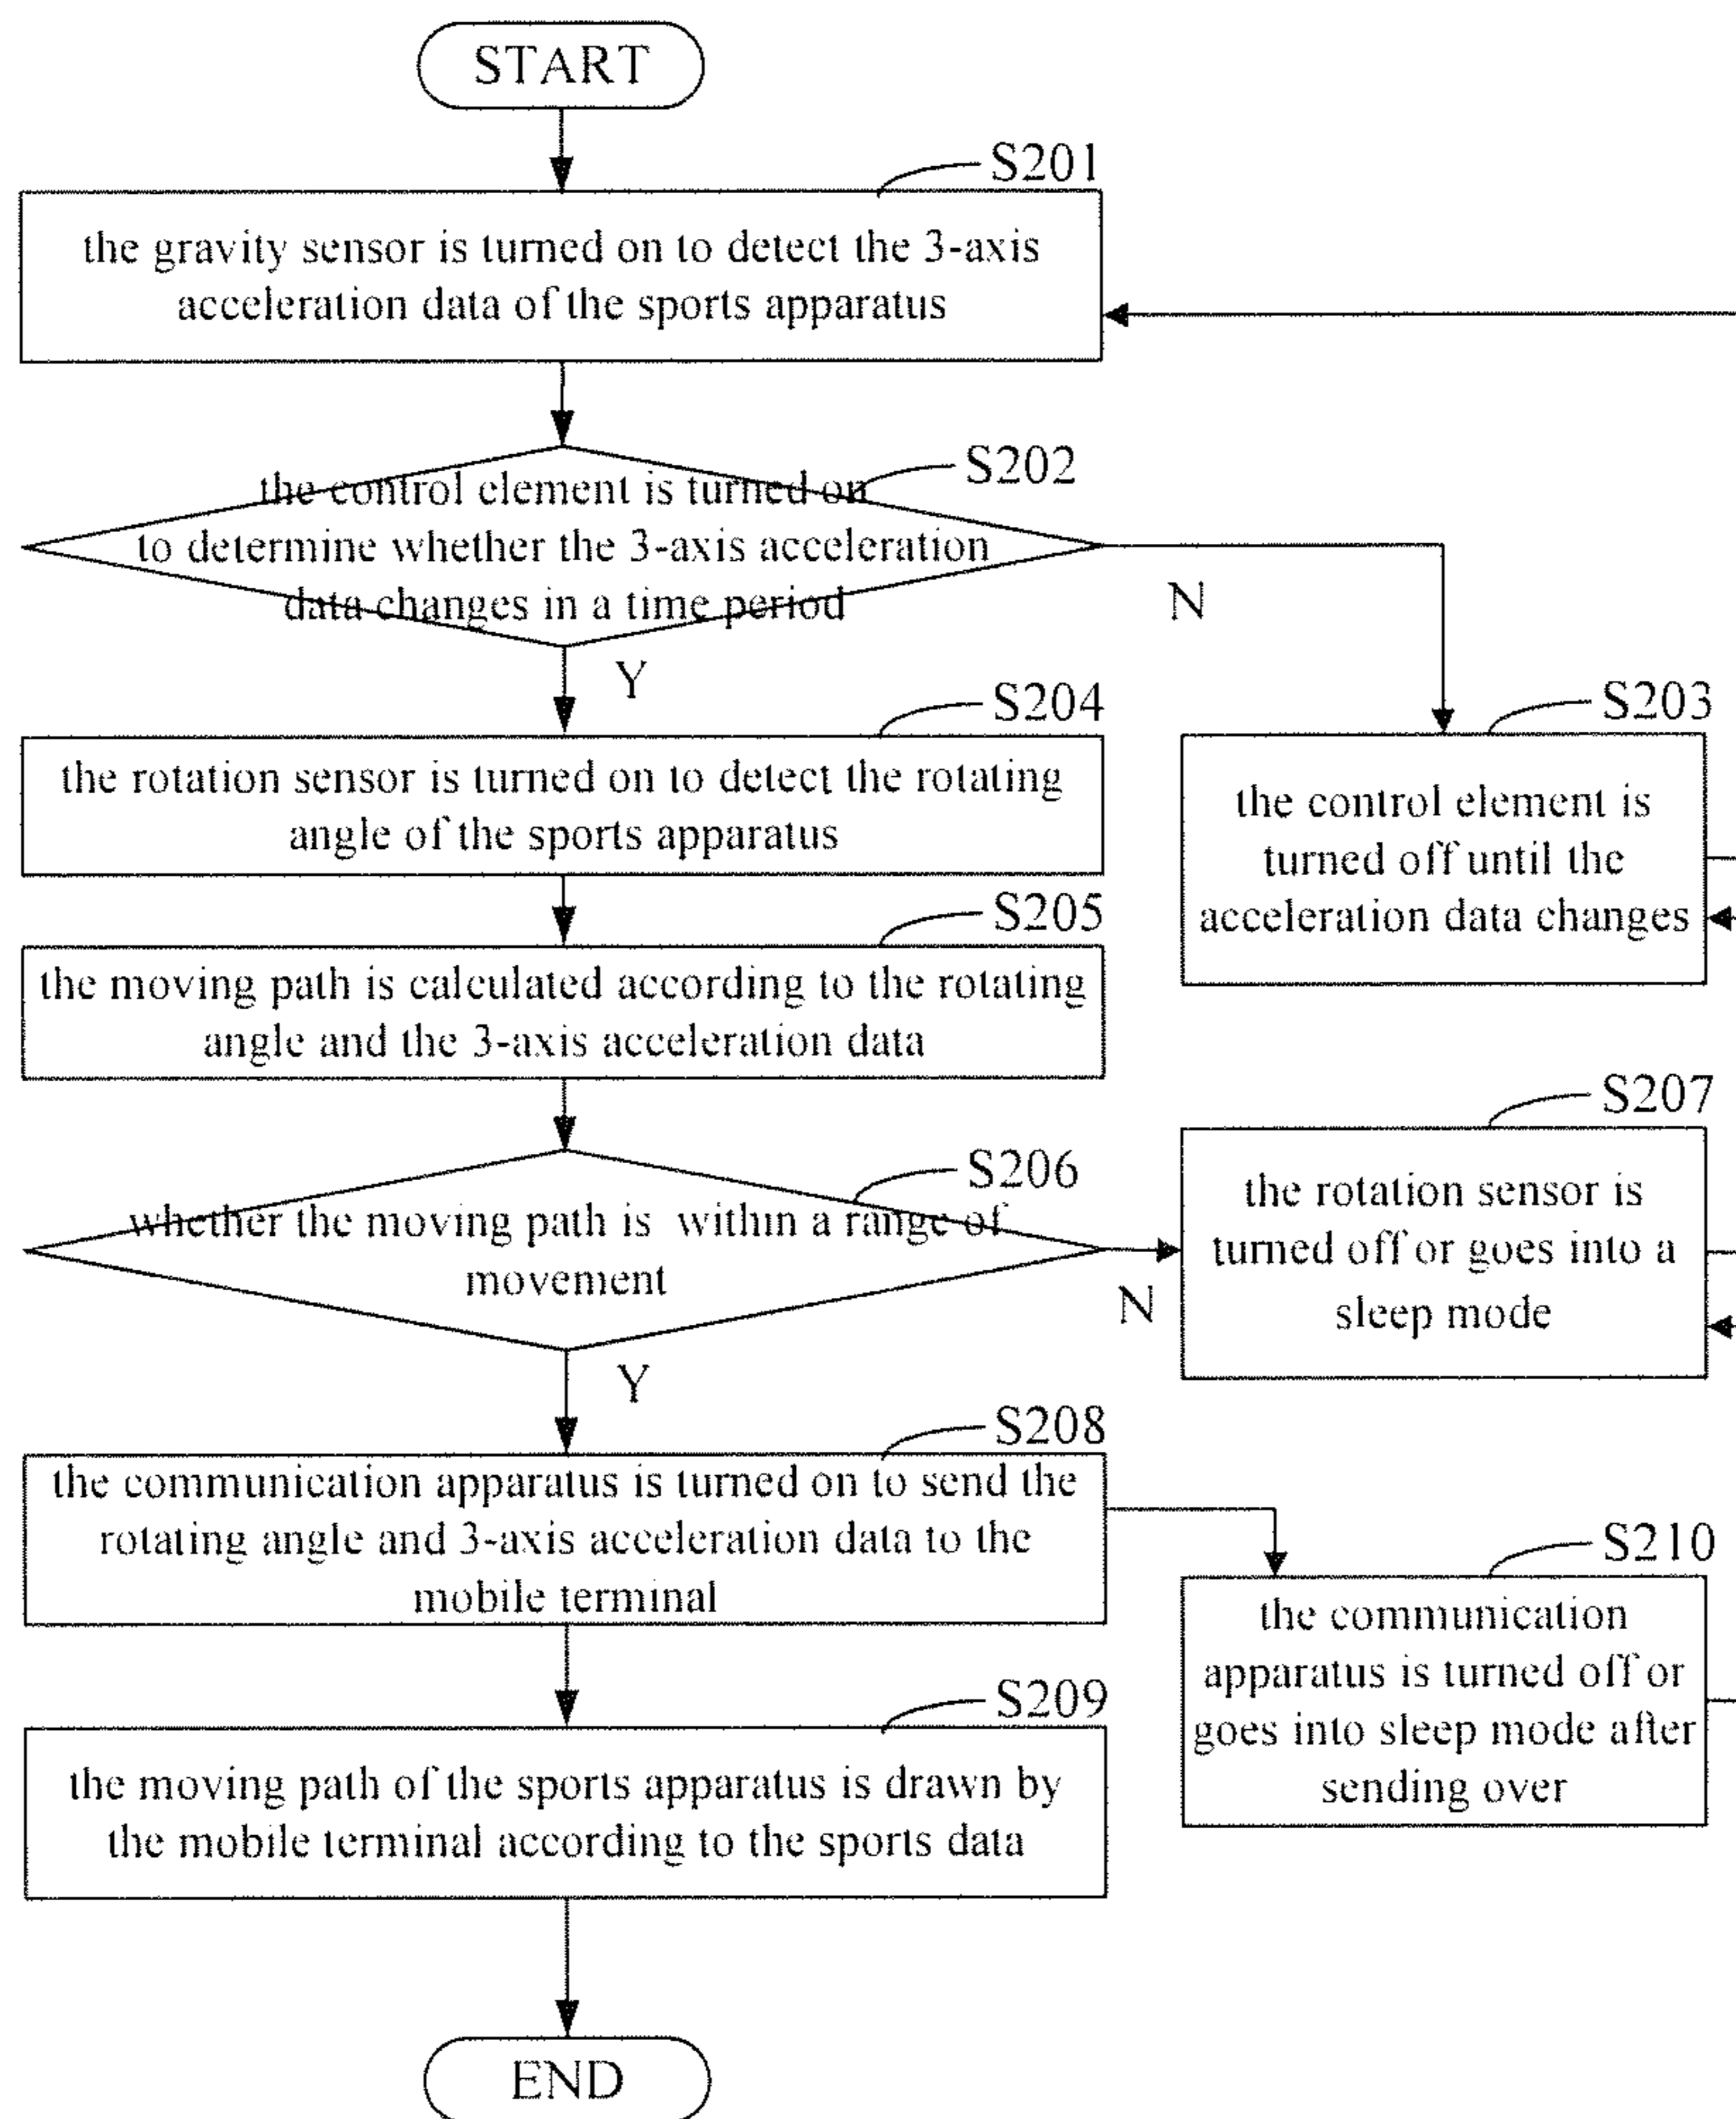 START
S201
the gravity sensor is turned on to detect the 3-axis
acceleration data of the sports apparatus
S202
the control element is turned on
to determine whether the 3-axis acceleration
data changes in a time period
N
Y
S204
the rotation sensor is turned on to detect the rotating
angle of the sports apparatus
S203
the control element is
turned off until the
acceleration data changes
S205
the moving path is calculated according to the rotating
angle and the 3-axis acceleration data
S206
whether the moving path is within a range of
movement
N
Y
S207
the rotation sensor is
turned off or goes into a
sleep mode
S208
the communication apparatus is turned on to send the
rotating angle and 3-axis acceleration data to the
mobile terminal
S210
the communication
apparatus is turned off or
goes into sleep mode after
sending over
S209
the moving path of the sports apparatus is drawn by
the mobile terminal according to the sports data
END